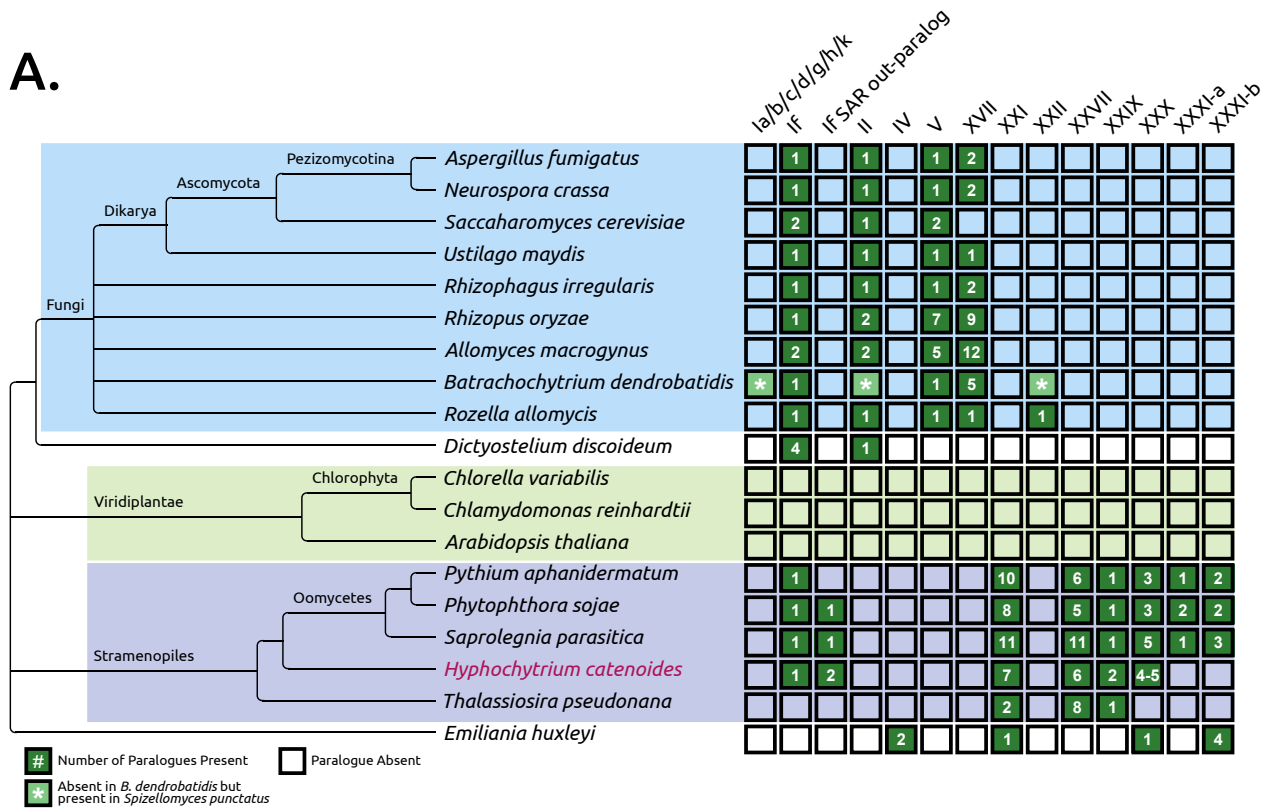 A.
Ia/b/c/d/g/h/k If If SAR out-paralog II IV V XVII XXI XXII XXVII XXIX XXX XXXI-a XXXI-b
Pezizomycotina
Aspergillus fumigatus 1 1 1 2
Ascomycota
Neurospora crassa 1 1 1 2
Dikarya
Saccaharomyces cerevisiae 2 1 2
Ustilago maydis 1 1 1 1
Rhizophagus irregularis 1 1 1 2
Fungi
Rhizopus oryzae 1 2 7 9
Allomyces macrogynus 2 2 5 12
Batrachochytrium dendrobatidis * 1 * 1 5 *
Rozella allomycis 1 1 1 1 1
Dictyostelium discoideum 4 1
Chlorophyta
Chlorella variabilis
Viridiplantae
Chlamydomonas reinhardtii
Arabidopsis thaliana
Pythium aphanidermatum 1 10 6 1 3 1 2
Oomycetes
Phytophthora sojae 1 1 8 5 1 3 2 2
Saprolegnia parasitica 1 1 11 11 1 5 1 3
Stramenopiles
Hyphochytrium catenoides 1 2 7 6 2 4-5
Thalassiosira pseudonana 2 8 1
Emiliania huxleyi 2 1 1 4
# Number of Paralogues Present
Paralogue Absent
* Absent in B. dendrobatidis but
present in Spizellomyces punctatus